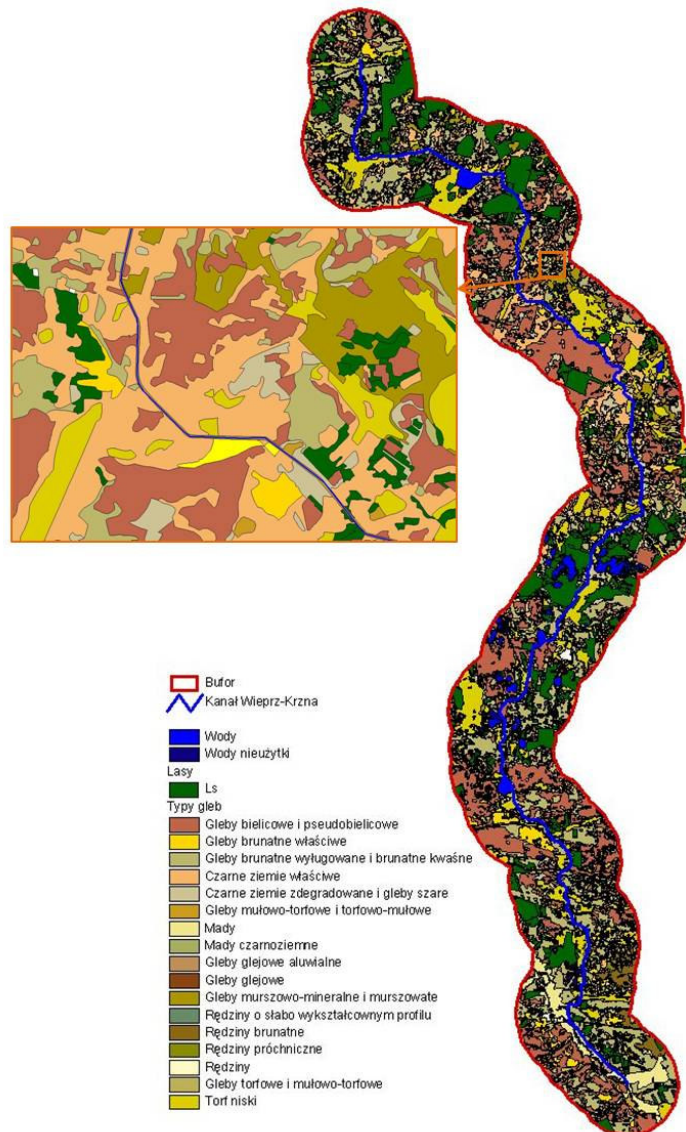 Bufor
Kanał Wieprz-Krzna
Wody
Wody nieużytki
Lasy
Ls
Typy gleb
Gleby bielicowe i pseudobielicowe
Gleby brunatne właściwe
Gleby brunatne wyługowane i brunatne kwaśne
Czarne ziemie właściwe
Czarne ziemie zdegradowane i gleby szare
Gleby mułowo-torfowe i torfowo-mułowe
Mady
Mady czarnoziemne
Gleby glejowe aluwialne
Gleby glejowe
Gleby murszowo-mineralne i murszowate
Rędziny o słabo wykształcownym profilu
Rędziny brunatne
Rędziny próchniczne
Rędziny
Gleby torfowe i mułowo-torfowe
Torf niski